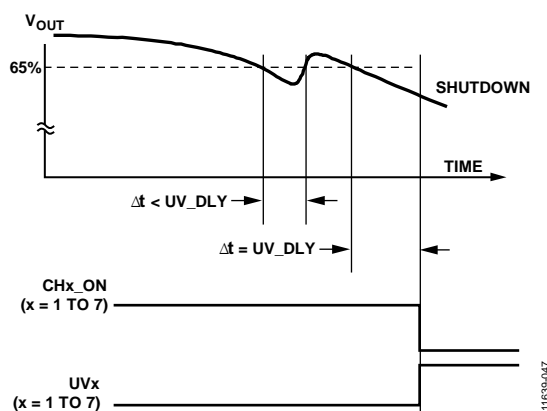 VOUT
65%
SHUTDOWN
TIME
Δt < UV_DLY
Δt = UV_DLY
CHx_ON
(x = 1 TO 7)
UVx
(x = 1 TO 7)
11639-047